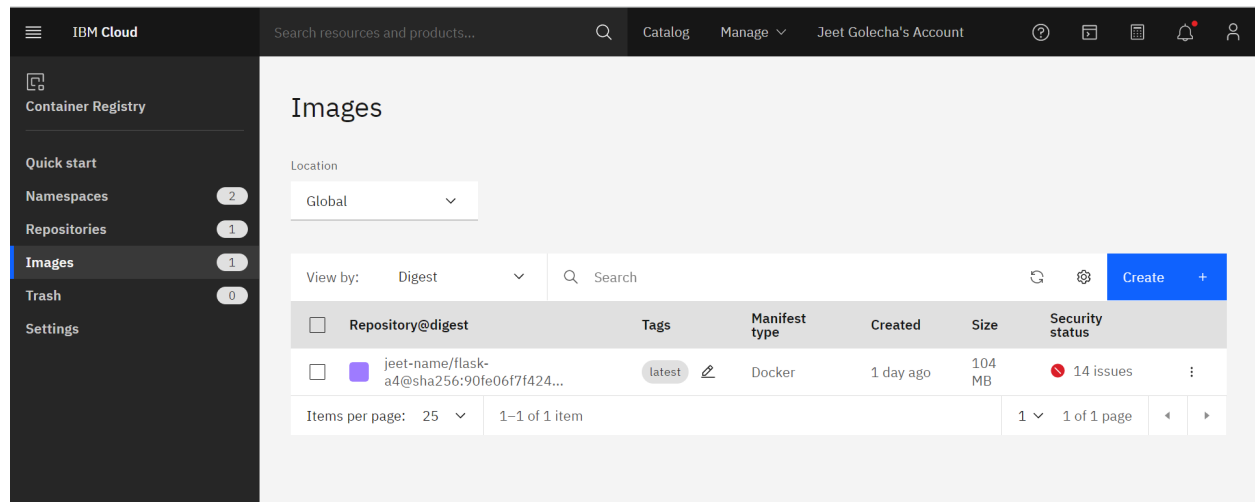 IBM Cloud
Search resources and products...
Catalog
Manage
Jeet Golecha's Account
Container Registry
Quick start
Namespaces 2
Repositories 1
Images 1
Trash 0
Settings
Images
Location
Global
View by: Digest
Search
Create +
Repository@digest
Tags
Manifest
type
Created
Size
Security
status
jeet-name/flask-
a4@sha256:90fe06f7f424...
latest
Docker
1 day ago
104
MB
14 issues
Items per page: 25
1–1 of 1 item
1
1 of 1 page